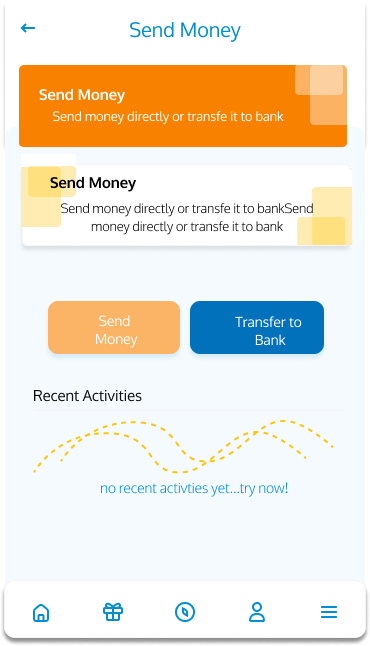 Send Money
Send Money
Send money directly or transfe it to bank
Send Money
Send money directly or transfe it to bankSend
money directly or transfe it to bank
Send
Money
Transfer to
Bank
Recent Activities
no recent activties yet...try now!